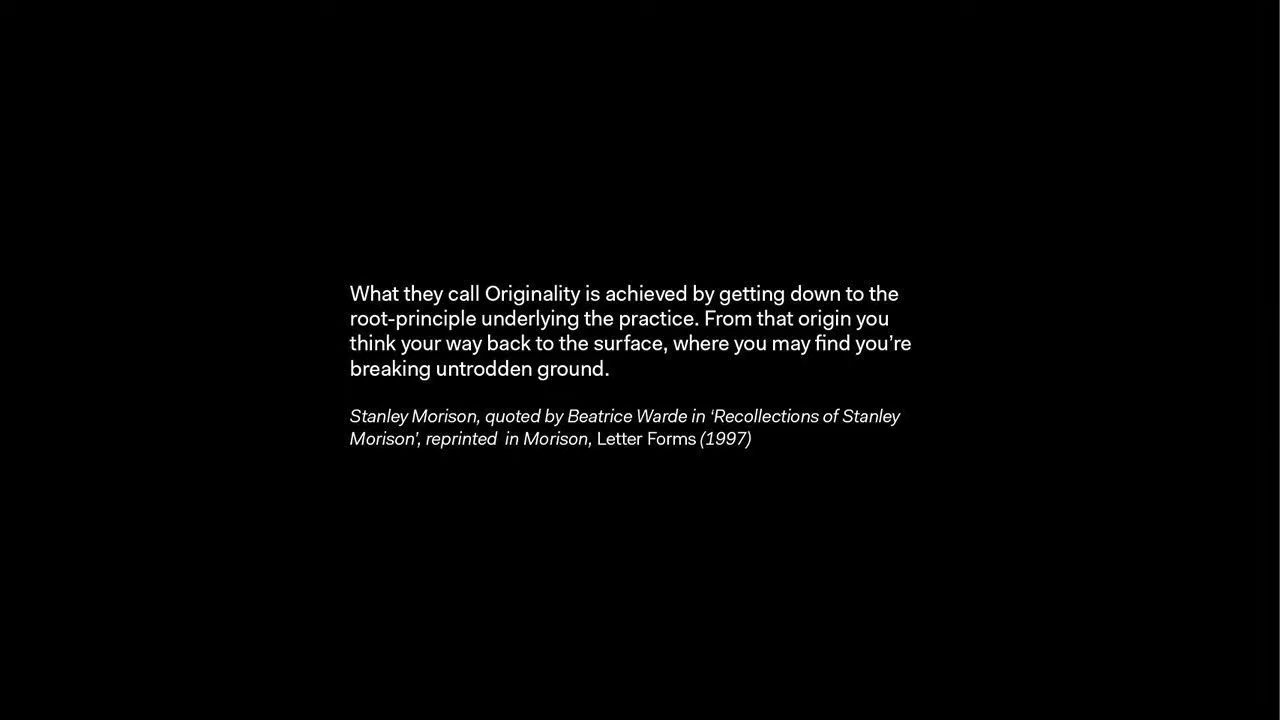 What they call Originality is achieved by getting down to the
root-principle underlying the practice. From that origin you
think your way back to the surface, where you may find you’re
breaking untrodden ground.
Stanley Morison, quoted by Beatrice Warde in ‘Recollections of Stanley
Morison’, reprinted  in Morison, Letter Forms (1997)